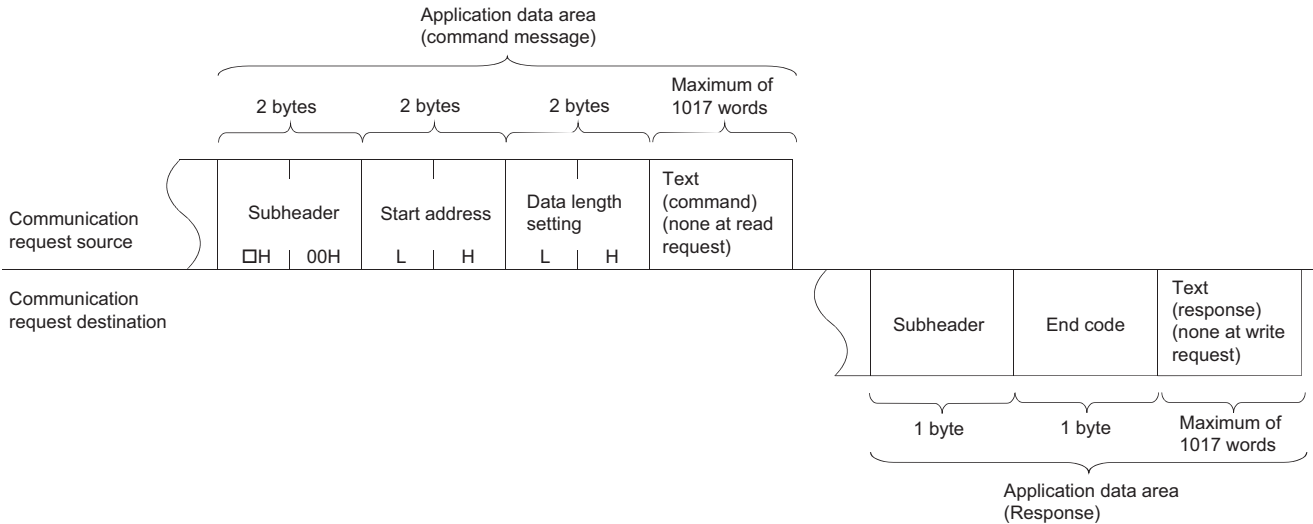 Application data area
(command message)
2 bytes
2 bytes
2 bytes
Maximum of
1017 words
Communication
request source
Subheader
□H
00H
Start address
L
H
Data length
setting
L
H
Text
(command)
(none at read
request)
Communication
request destination
Subheader
End code
Text
(response)
(none at write
request)
1 byte
1 byte
Maximum of
1017 words
Application data area
(Response)